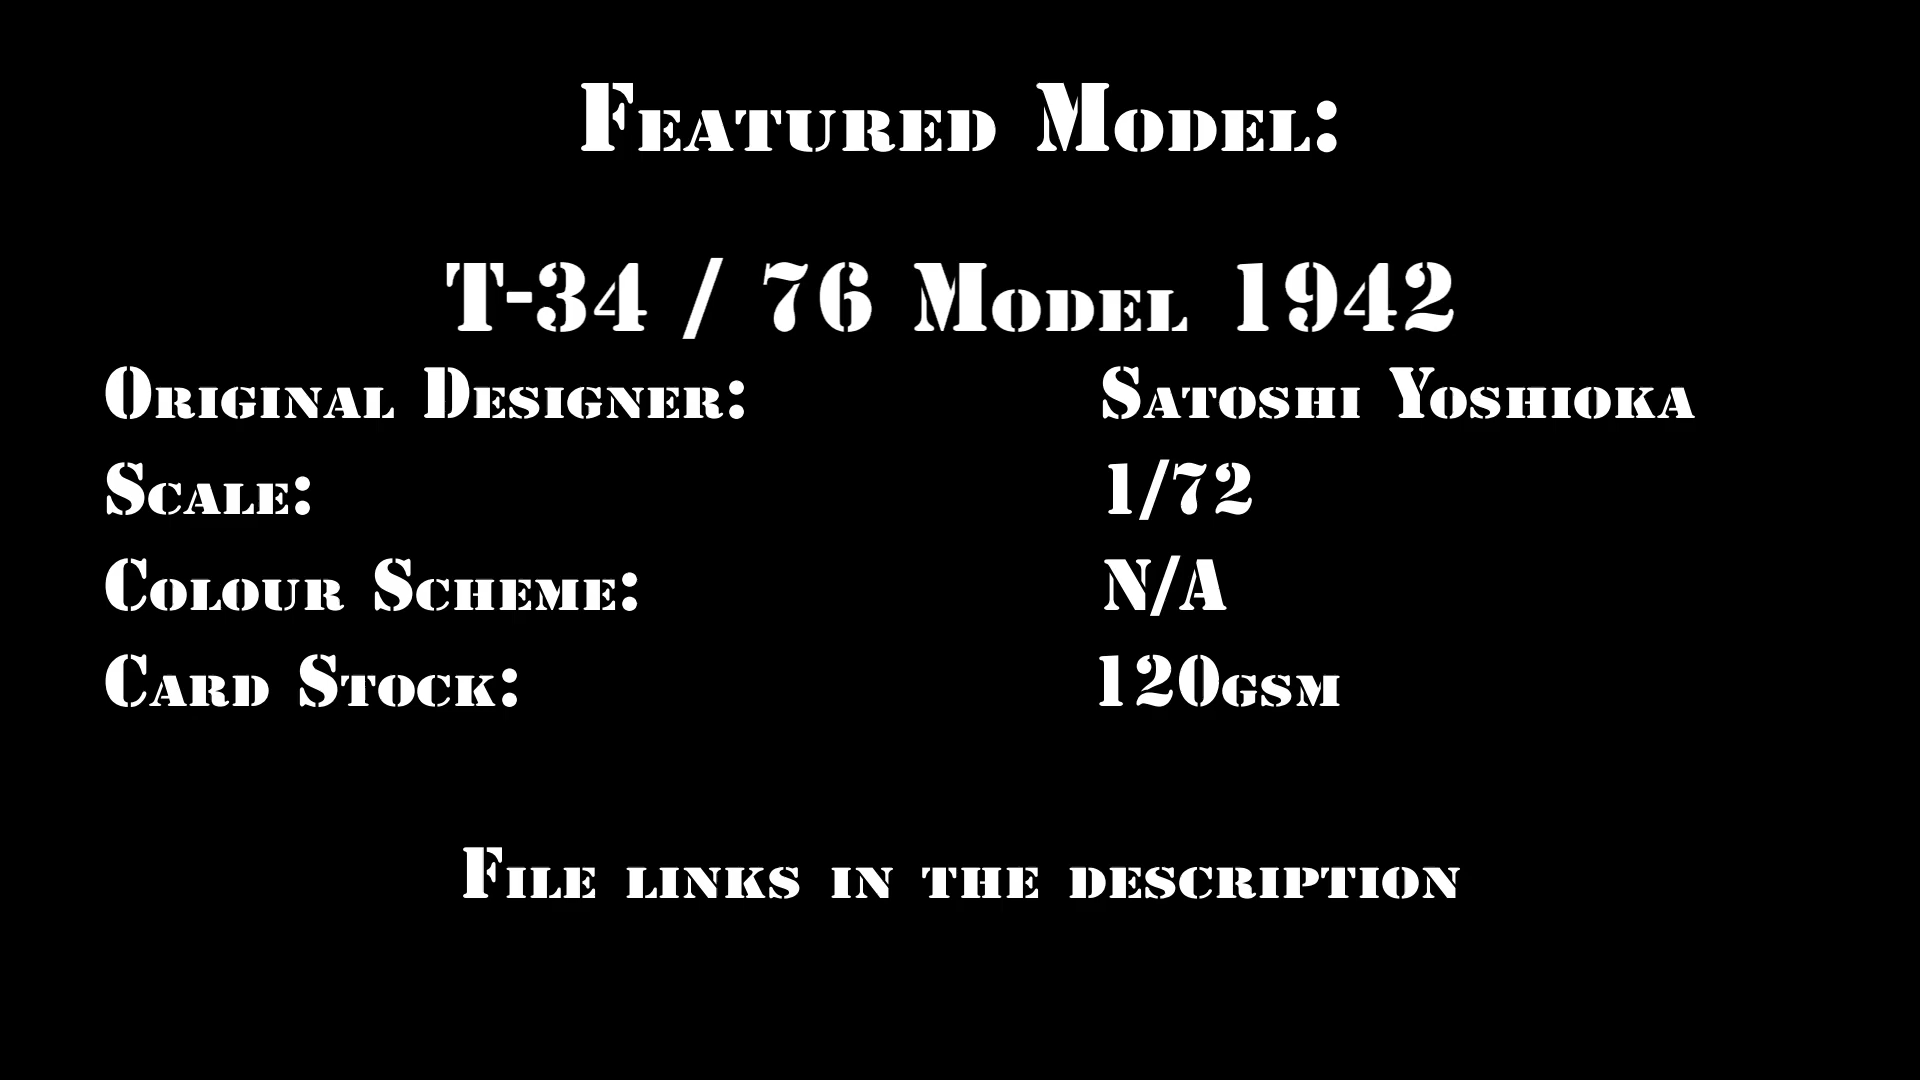 Featured Model:
T-34 / 76 Model 1942
Original Designer: Satoshi Yoshioka
Scale: 1/72
Colour Scheme: N/A
Card Stock: 120gsm
File links in the description